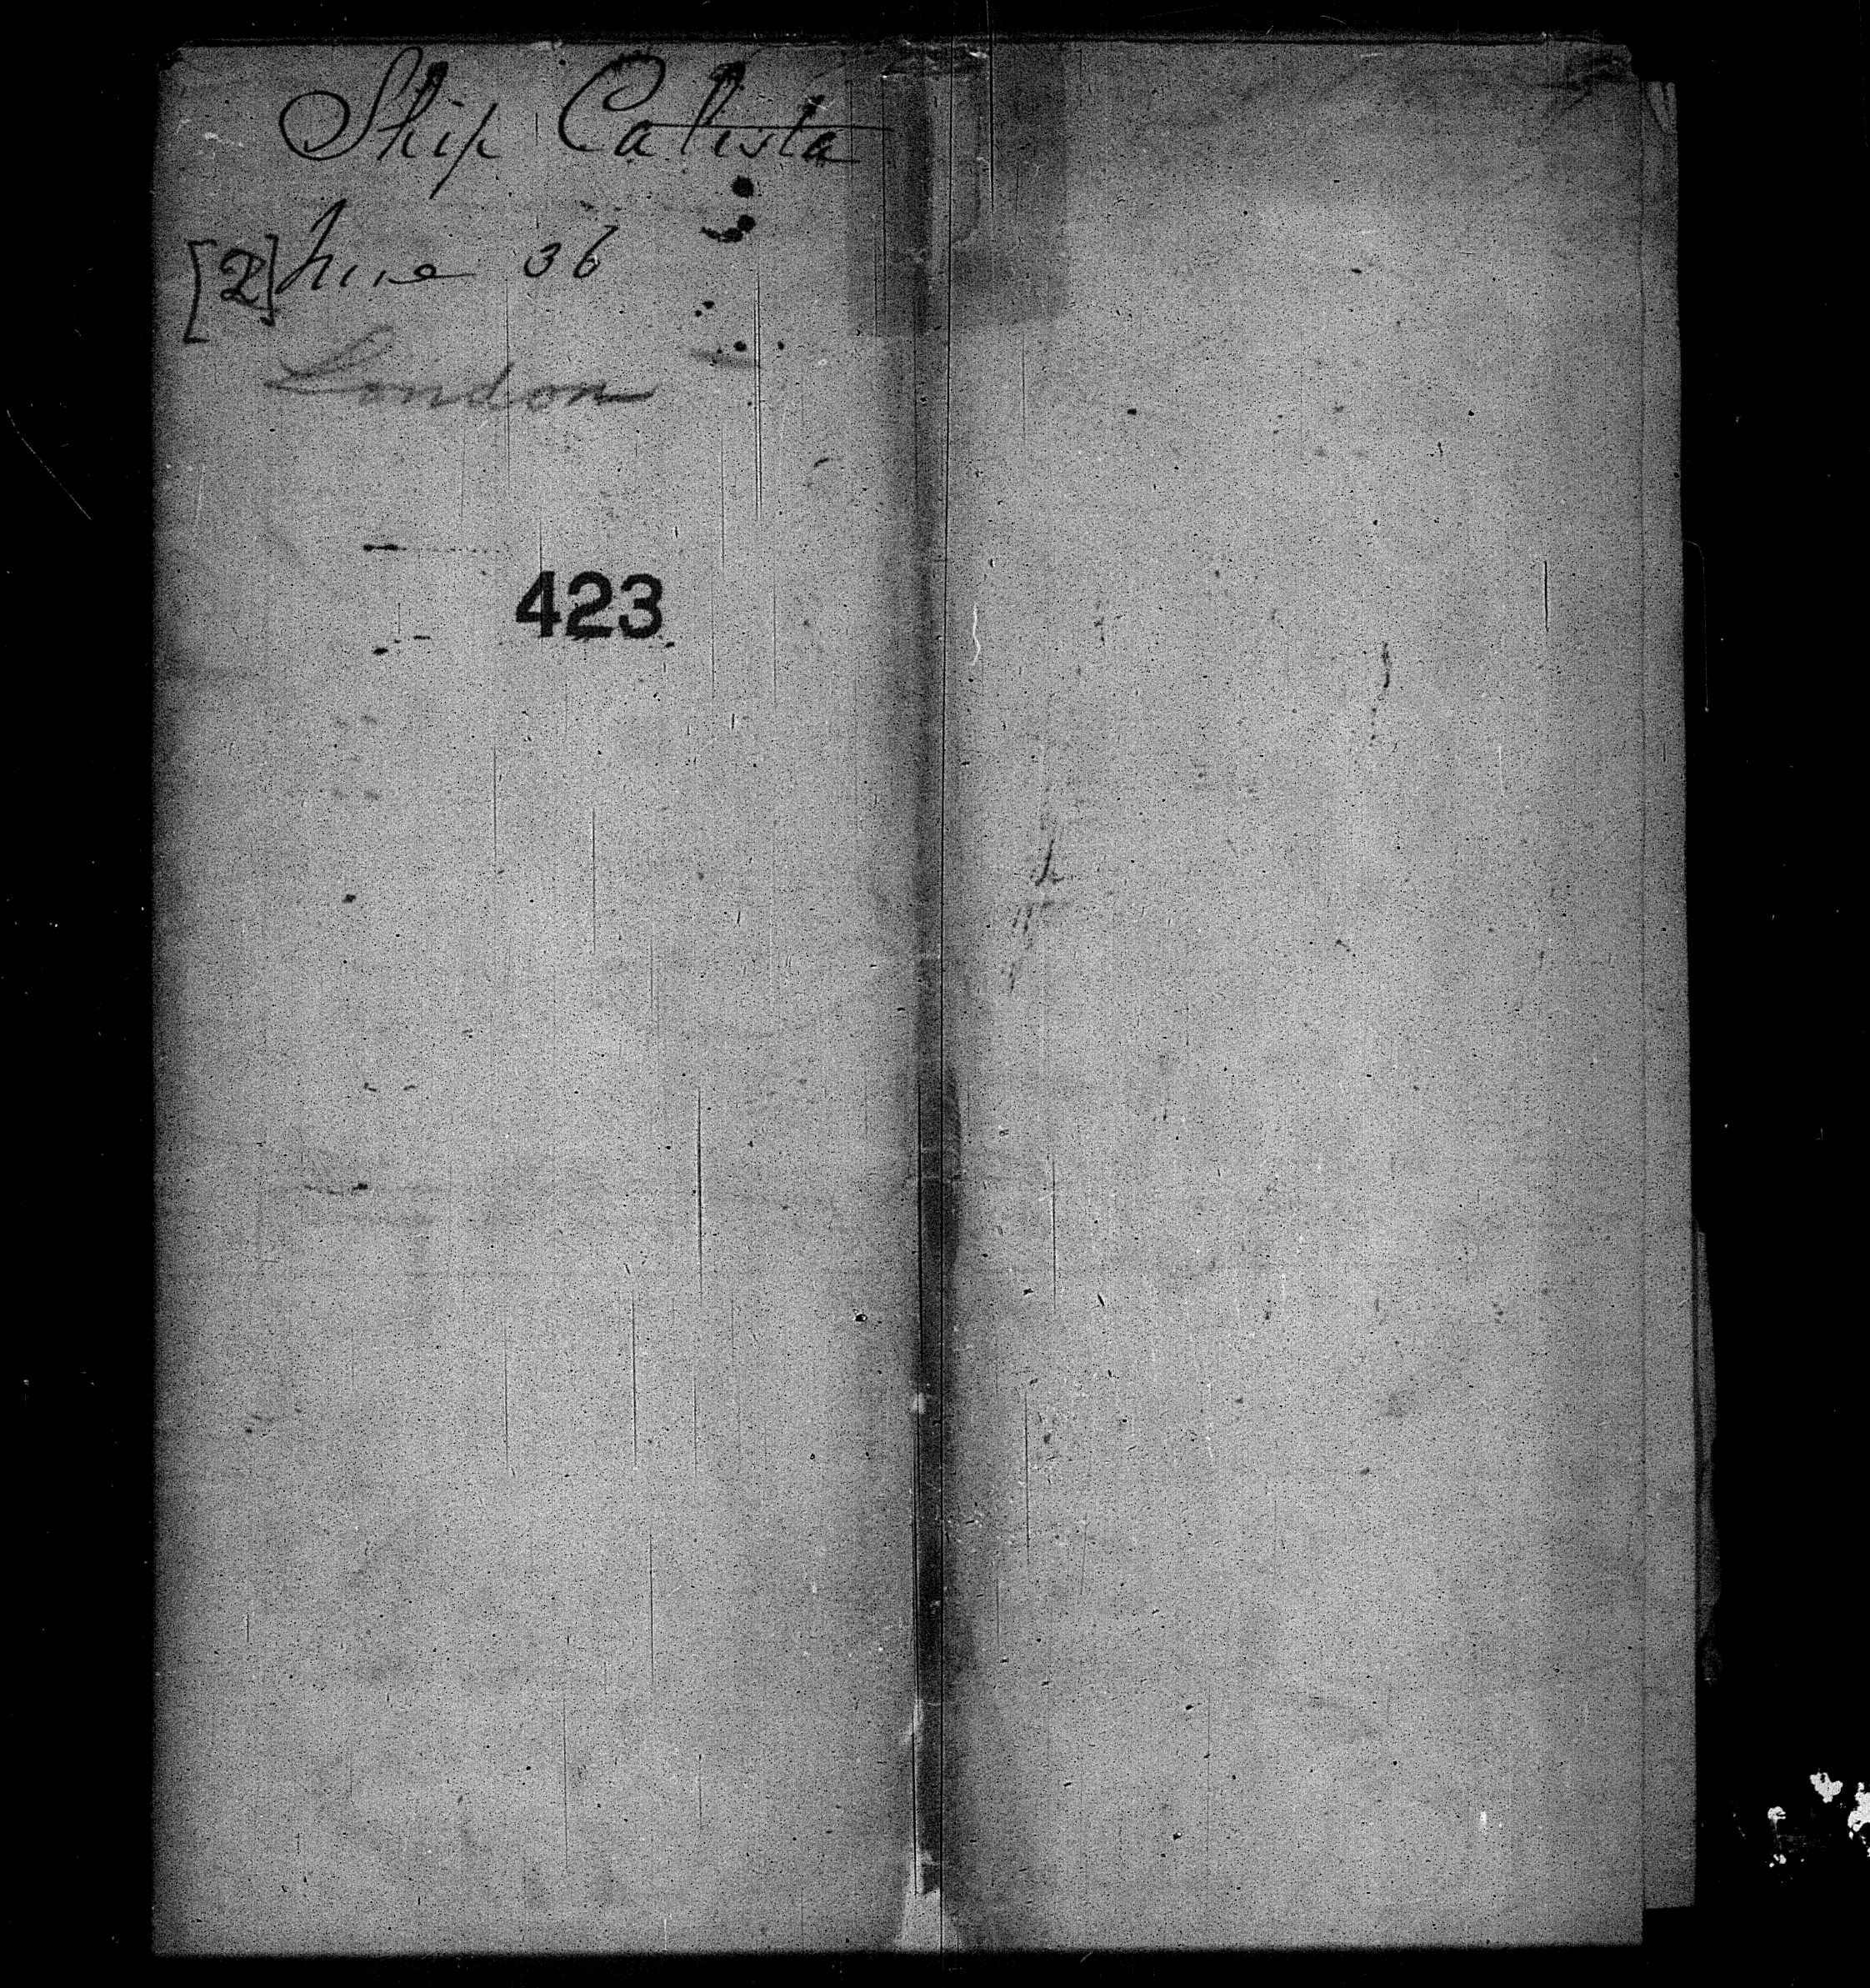 Ship Calista
[2] June 36
London
423